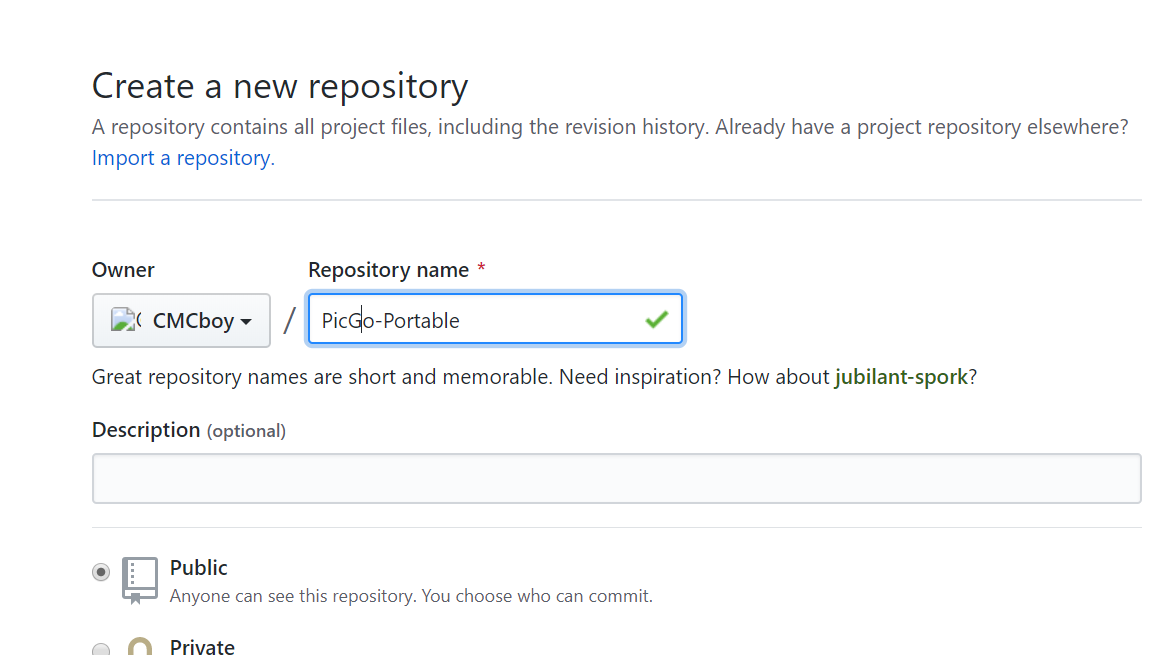 Create a new repository
A repository contains all project files, including the revision history. Already have a project repository elsewhere?
Import a repository.
Owner
Repository name *
CMCboy / PicGo-Portable
Great repository names are short and memorable. Need inspiration? How about jubilant-spork?
Description (optional)
Public
Anyone can see this repository. You choose who can commit.
Private